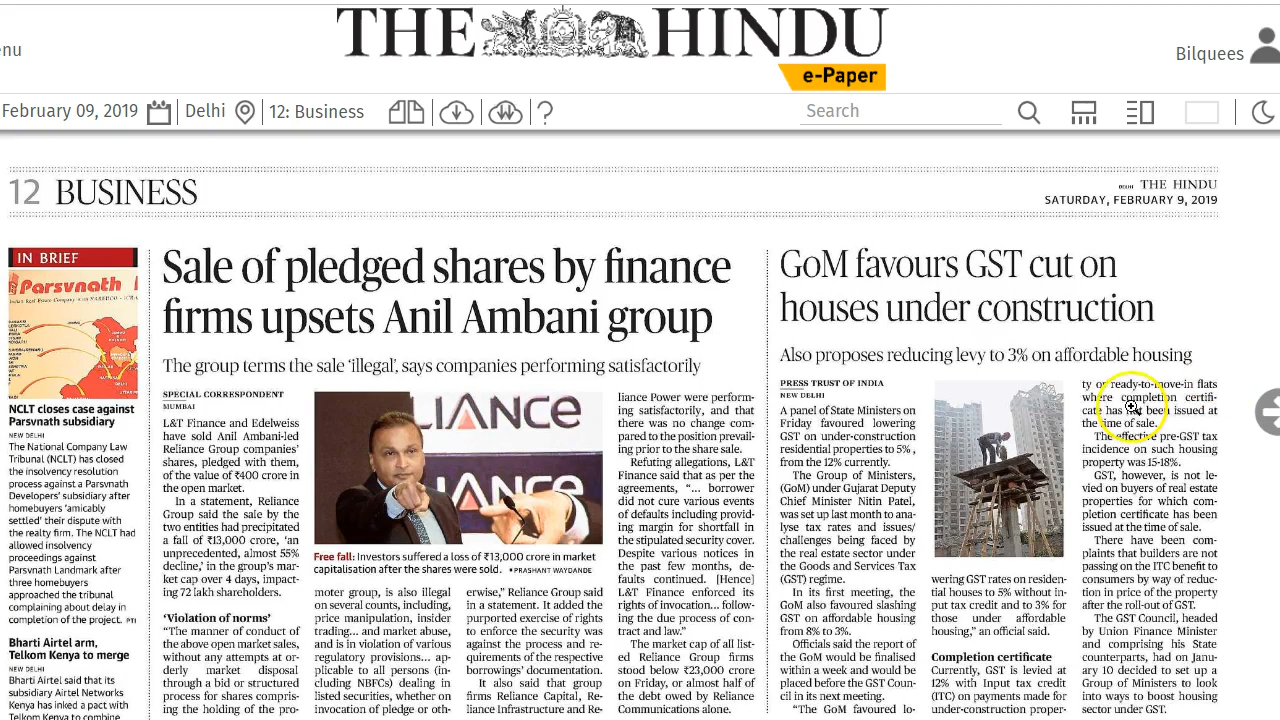 THE HINDU
e-Paper
enu
Bilquees
February 09, 2019
Delhi
12: Business
?
Search
12 BUSINESS
DELHI THE HINDU
SATURDAY, FEBRUARY 9, 2019
IN BRIEF
Parsvnath
NCLT closes case against
Parsvnath subsidiary
NEW DELHI
The National Company Law
Tribunal (NCLT) has closed
the insolvency resolution
process against a Parsvnath
Developers' subsidiary after
homebuyers 'amicably
settled' their dispute with
the realty firm. The NCLT had
allowed insolvency
proceedings against
Parsvnath Landmark after
three homebuyers
approached the tribunal
complaining about delay in
completion of the project. PTI
Bharti Airtel arm,
Telkom Kenya to merge
NEW DELHI
Bharti Airtel said that its
subsidiary Airtel Networks
Kenya has inked a pact with
Telkom Kenya to combine
Sale of pledged shares by finance
firms upsets Anil Ambani group
The group terms the sale 'illegal', says companies performing satisfactorily
SPECIAL CORRESPONDENT
MUMBAI
L&T Finance and Edelweiss
have sold Anil Ambani-led
Reliance Group companies'
shares, pledged with them,
of the value of ₹400 crore in
the open market.
In a statement, Reliance
Group said the sale by the
two entities had precipitated
a fall of ₹13,000 crore, 'an
unprecedented, almost 55%
decline,' in the group's mar-
ket cap over 4 days, impact-
ing 72 lakh shareholders.
'Violation of norms'
"The manner of conduct of
the above open market sales,
without any attempts at or-
derly market disposal
through a bid or structured
process for shares compris-
ing the holding of the pro-
LIANCE
ANCE
Free fall: Investors suffered a loss of ₹13,000 crore in market
capitalisation after the shares were sold. •PRASHANT WAYDANDE
moter group, is also illegal
on several counts, including,
price manipulation, insider
trading... and market abuse,
and is in violation of various
regulatory provisions... ap-
plicable to all persons (in-
cluding NBFCs) dealing in
listed securities, whether on
invocation of pledge or oth-
erwise," Reliance Group said
in a statement. It added the
purported exercise of rights
to enforce the security was
against the process and re-
quirements of the respective
borrowings' documentation.
It also said that group
firms Reliance Capital, Re-
liance Infrastructure and Re-
liance Power were perform-
ing satisfactorily, and that
there was no change com-
pared to the position prevail-
ing prior to the share sale.
Refuting allegations, L&T
Finance said that as per the
agreements, "... borrower
did not cure various events
of defaults including provid-
ing margin for shortfall in
the stipulated security cover.
Despite various notices in
the past few months, de-
faults continued. [Hence]
L&T Finance enforced its
rights of invocation... follow-
ing the due process of con-
tract and law."
The market cap of all list-
ed Reliance Group firms
stood below ₹23,000 crore
on Friday, or almost half of
the debt owed by Reliance
Communications alone.
GoM favours GST cut on
houses under construction
Also proposes reducing levy to 3% on affordable housing
PRESS TRUST OF INDIA
NEW DELHI
A panel of State Ministers on
Friday favoured lowering
GST on under-construction
residential properties to 5% ,
from the 12% currently.
The Group of Ministers,
(GoM) under Gujarat Deputy
Chief Minister Nitin Patel,
was set up last month to ana-
lyse tax rates and issues/
challenges being faced by
the real estate sector under
the Goods and Services Tax
(GST) regime.
In its first meeting, the
GoM also favoured slashing
GST on affordable housing
from 8% to 3%.
Officials said the report of
the GoM would be finalised
within a week and would be
placed before the GST Coun-
cil in its next meeting.
"The GoM favoured lo-
wering GST rates on residen-
tial houses to 5% without in-
put tax credit and to 3% for
those under affordable
housing," an official said.
Completion certificate
Currently, GST is levied at
12% with Input tax credit
(ITC) on payments made for
under-construction proper-
ty or ready-to-move-in flats
where completion certifi-
cate has not been issued at
the time of sale.
The effective pre-GST tax
incidence on such housing
property was 15-18%.
GST, however, is not le-
vied on buyers of real estate
properties for which com-
pletion certificate has been
issued at the time of sale.
There have been com-
plaints that builders are not
passing on the ITC benefit to
consumers by way of reduc-
tion in price of the property
after the roll-out of GST.
The GST Council, headed
by Union Finance Minister
and comprising his State
counterparts, had on Janu-
ary 10 decided to set up a
Group of Ministers to look
into ways to boost housing
sector under GST.